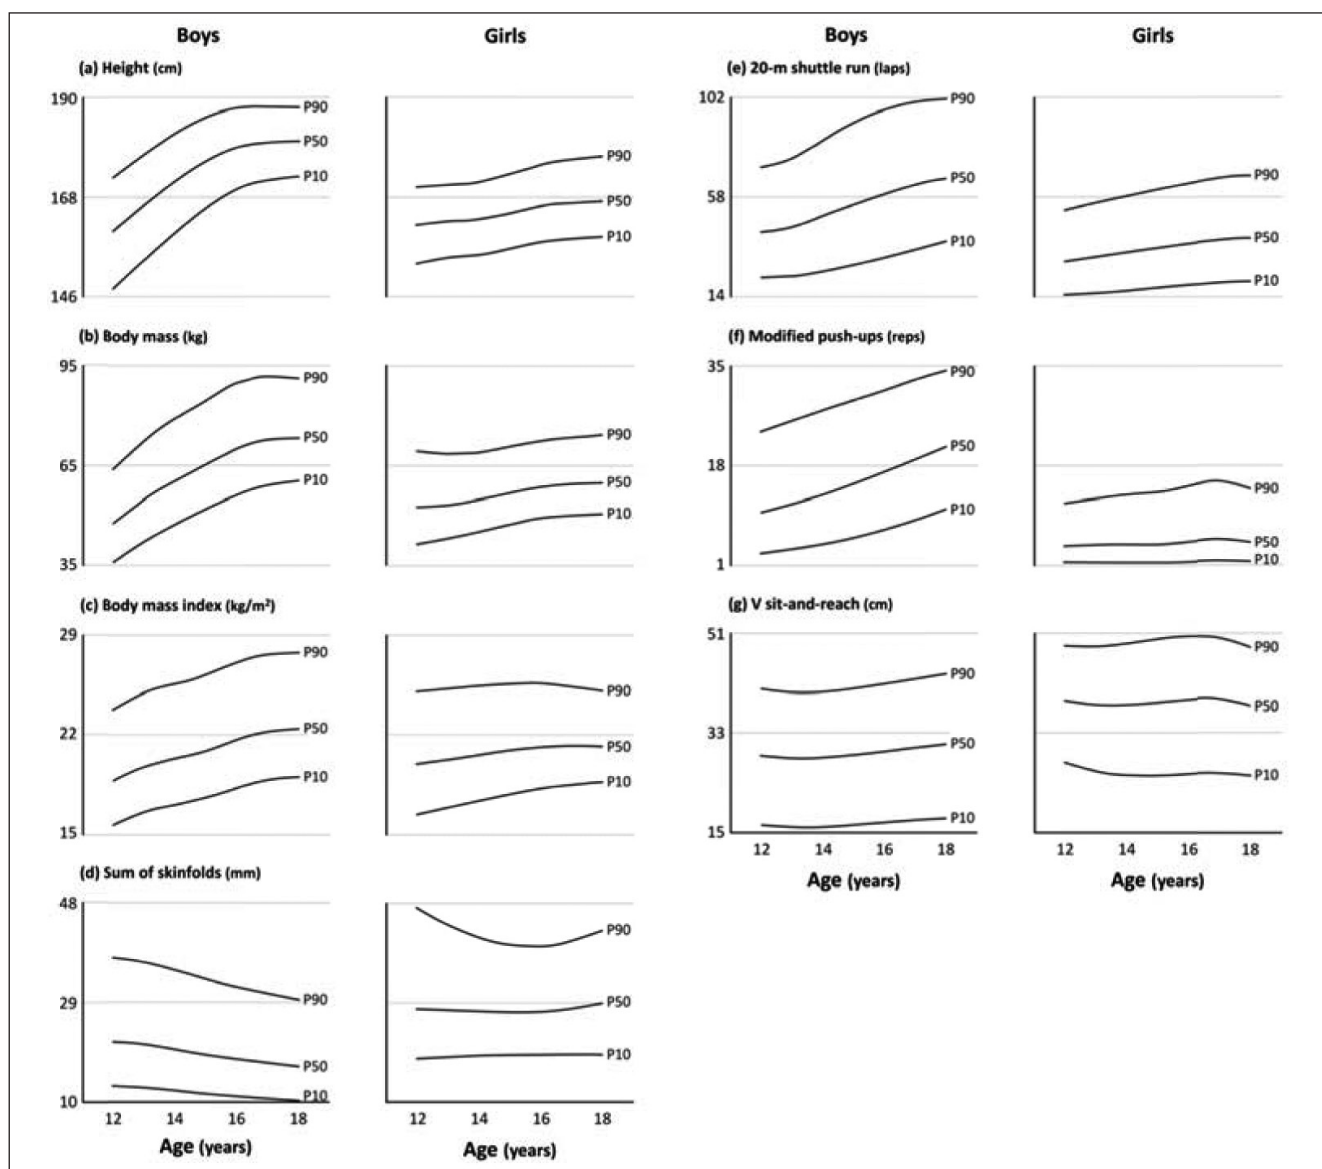 Boys Girls
(a) Height (cm)
190
168
146
P90
P50
P10
P90
P50
P10
(b) Body mass (kg)
95
65
35
P90
P50
P10
P90
P50
P10
(c) Body mass index (kg/m²)
29
22
15
P90
P50
P10
P90
P50
P10
(d) Sum of skinfolds (mm)
48
29
10
P90
P50
P10
P90
P50
P10
12 14 16 18 12 14 16 18
Age (years) Age (years)
Boys Girls
(e) 20-m shuttle run (laps)
102
58
14
P90
P50
P10
P90
P50
P10
(f) Modified push-ups (reps)
35
18
1
P90
P50
P10
P90
P50
P10
(g) V sit-and-reach (cm)
51
33
15
P90
P50
P10
P90
P50
P10
12 14 16 18 12 14 16 18
Age (years) Age (years)